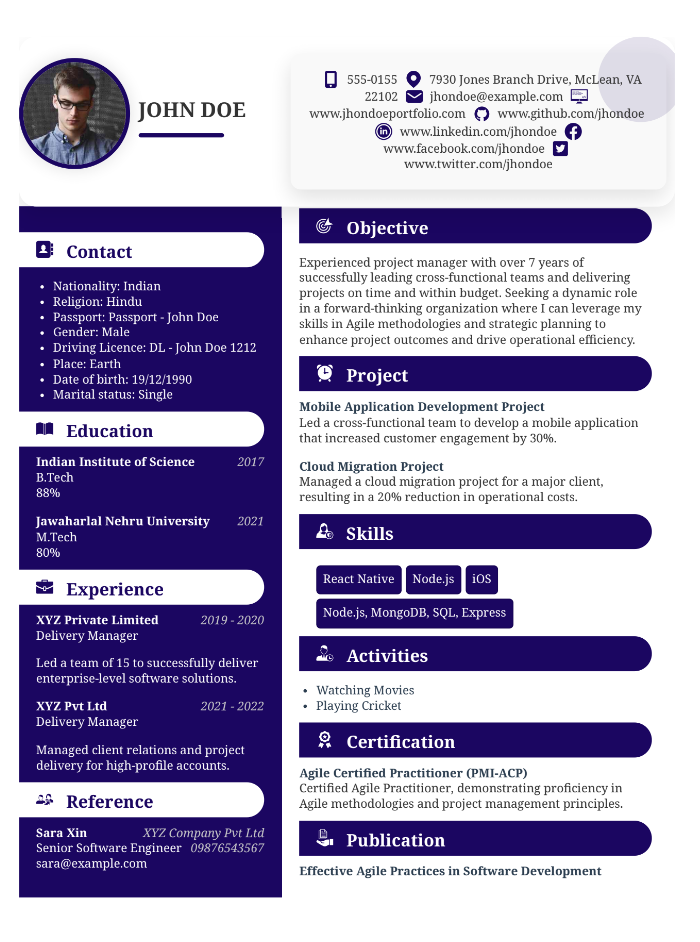 JOHN DOE
555-0155 7930 Jones Branch Drive, McLean, VA
22102 jhondoe@example.com
www.jhondoeportfolio.com www.github.com/jhondoe
www.linkedin.com/jhondoe
www.facebook.com/jhondoe
www.twitter.com/jhondoe
Contact
• Nationality: Indian
• Religion: Hindu
• Passport: Passport - John Doe
• Gender: Male
• Driving Licence: DL - John Doe 1212
• Place: Earth
• Date of birth: 19/12/1990
• Marital status: Single
Education
Indian Institute of Science 2017
B.Tech
88%
Jawaharlal Nehru University 2021
M.Tech
80%
Experience
XYZ Private Limited 2019 - 2020
Delivery Manager
Led a team of 15 to successfully deliver
enterprise-level software solutions.
XYZ Pvt Ltd 2021 - 2022
Delivery Manager
Managed client relations and project
delivery for high-profile accounts.
Reference
Sara Xin XYZ Company Pvt Ltd
Senior Software Engineer 09876543567
sara@example.com
Objective
Experienced project manager with over 7 years of
successfully leading cross-functional teams and delivering
projects on time and within budget. Seeking a dynamic role
in a forward-thinking organization where I can leverage my
skills in Agile methodologies and strategic planning to
enhance project outcomes and drive operational efficiency.
Project
Mobile Application Development Project
Led a cross-functional team to develop a mobile application
that increased customer engagement by 30%.
Cloud Migration Project
Managed a cloud migration project for a major client,
resulting in a 20% reduction in operational costs.
Skills
React Native Node.js iOS
Node.js, MongoDB, SQL, Express
Activities
• Watching Movies
• Playing Cricket
Certification
Agile Certified Practitioner (PMI-ACP)
Certified Agile Practitioner, demonstrating proficiency in
Agile methodologies and project management principles.
Publication
Effective Agile Practices in Software Development